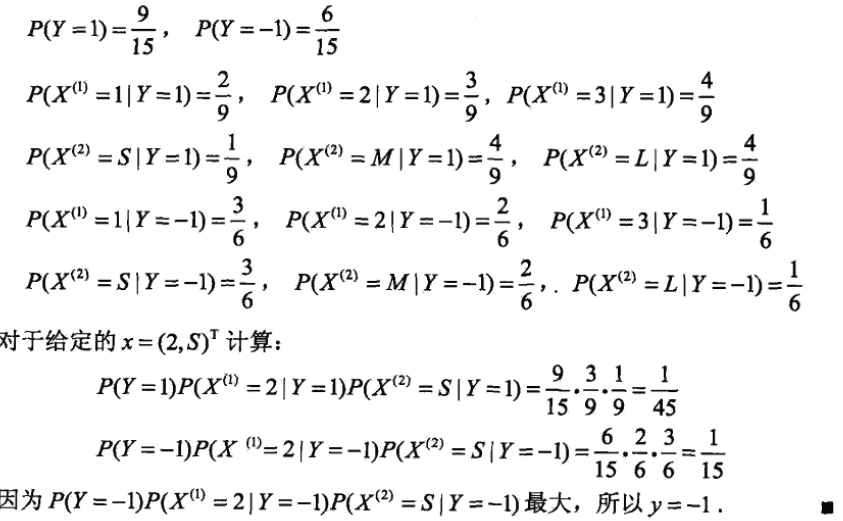 P(Y=1)=9/15, P(Y=-1)=6/15
P(X⁽¹⁾=1|Y=1)=2/9, P(X⁽¹⁾=2|Y=1)=3/9, P(X⁽¹⁾=3|Y=1)=4/9
P(X⁽²⁾=S|Y=1)=1/9, P(X⁽²⁾=M|Y=1)=4/9, P(X⁽²⁾=L|Y=1)=4/9
P(X⁽¹⁾=1|Y=-1)=3/6, P(X⁽¹⁾=2|Y=-1)=2/6, P(X⁽¹⁾=3|Y=-1)=1/6
P(X⁽²⁾=S|Y=-1)=3/6, P(X⁽²⁾=M|Y=-1)=2/6,. P(X⁽²⁾=L|Y=-1)=1/6
对于给定的 x=(2,S)ᵀ 计算：
P(Y=1)P(X⁽¹⁾=2|Y=1)P(X⁽²⁾=S|Y=1)=9/15·3/9·1/9=1/45
P(Y=-1)P(X⁽¹⁾=2|Y=-1)P(X⁽²⁾=S|Y=-1)=6/15·2/6·3/6=1/15
因为 P(Y=-1)P(X⁽¹⁾=2|Y=-1)P(X⁽²⁾=S|Y=-1) 最大，所以 y=-1. ■